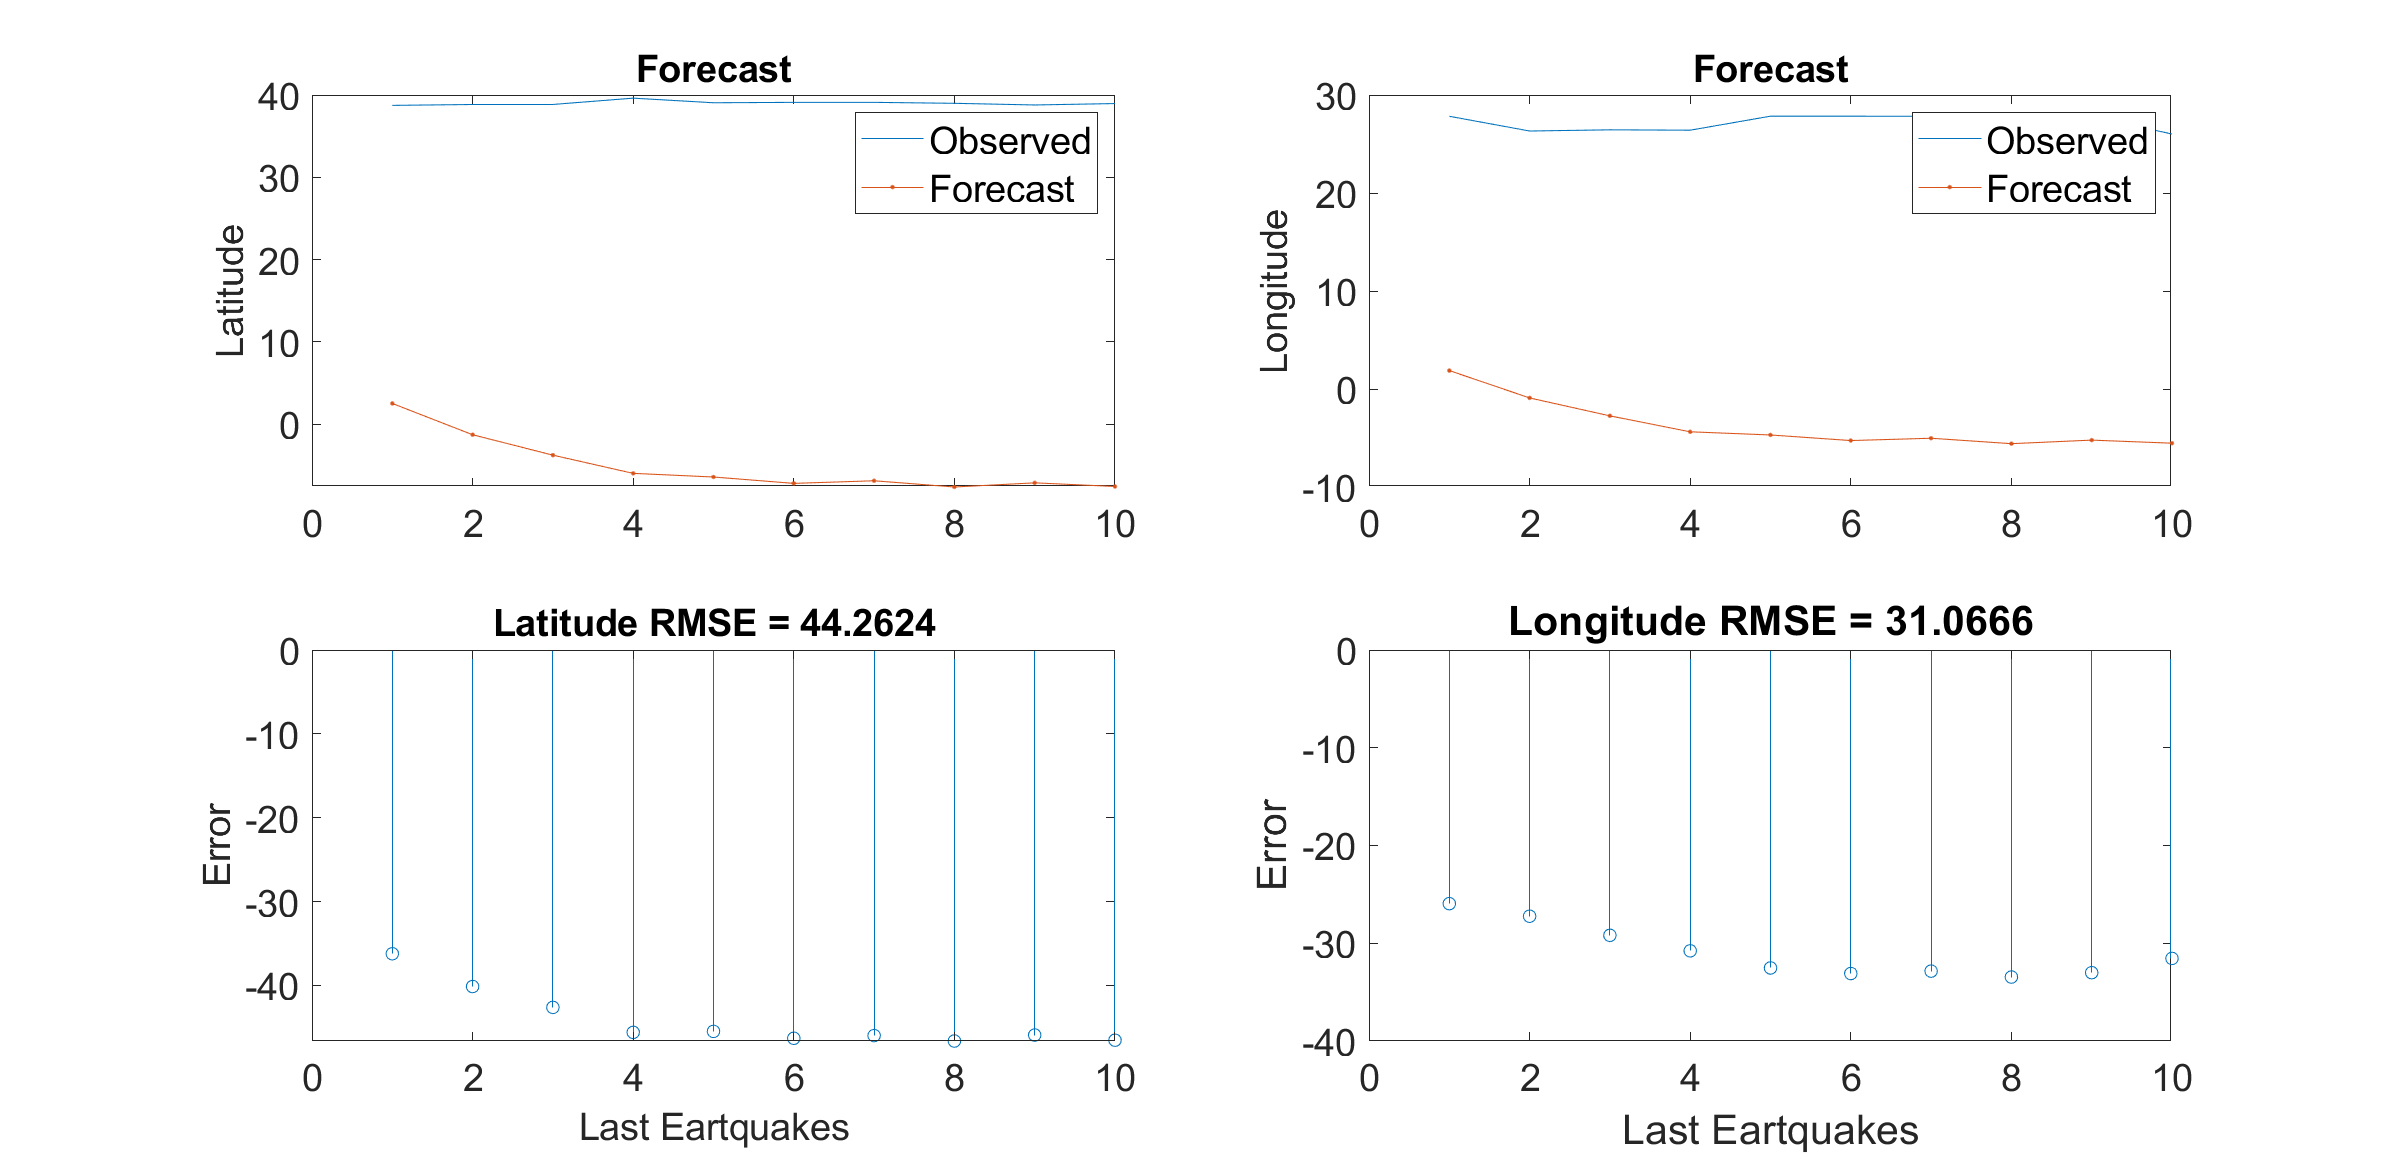 Forecast
40
30
20
10
0
Latitude
Observed
Forecast
0 2 4 6 8 10
Forecast
30
20
10
0
-10
Longitude
Observed
Forecast
0 2 4 6 8 10
Latitude RMSE = 44.2624
0
-10
-20
-30
-40
Error
0 2 4 6 8 10
Last Eartquakes
Longitude RMSE = 31.0666
0
-10
-20
-30
-40
Error
0 2 4 6 8 10
Last Eartquakes